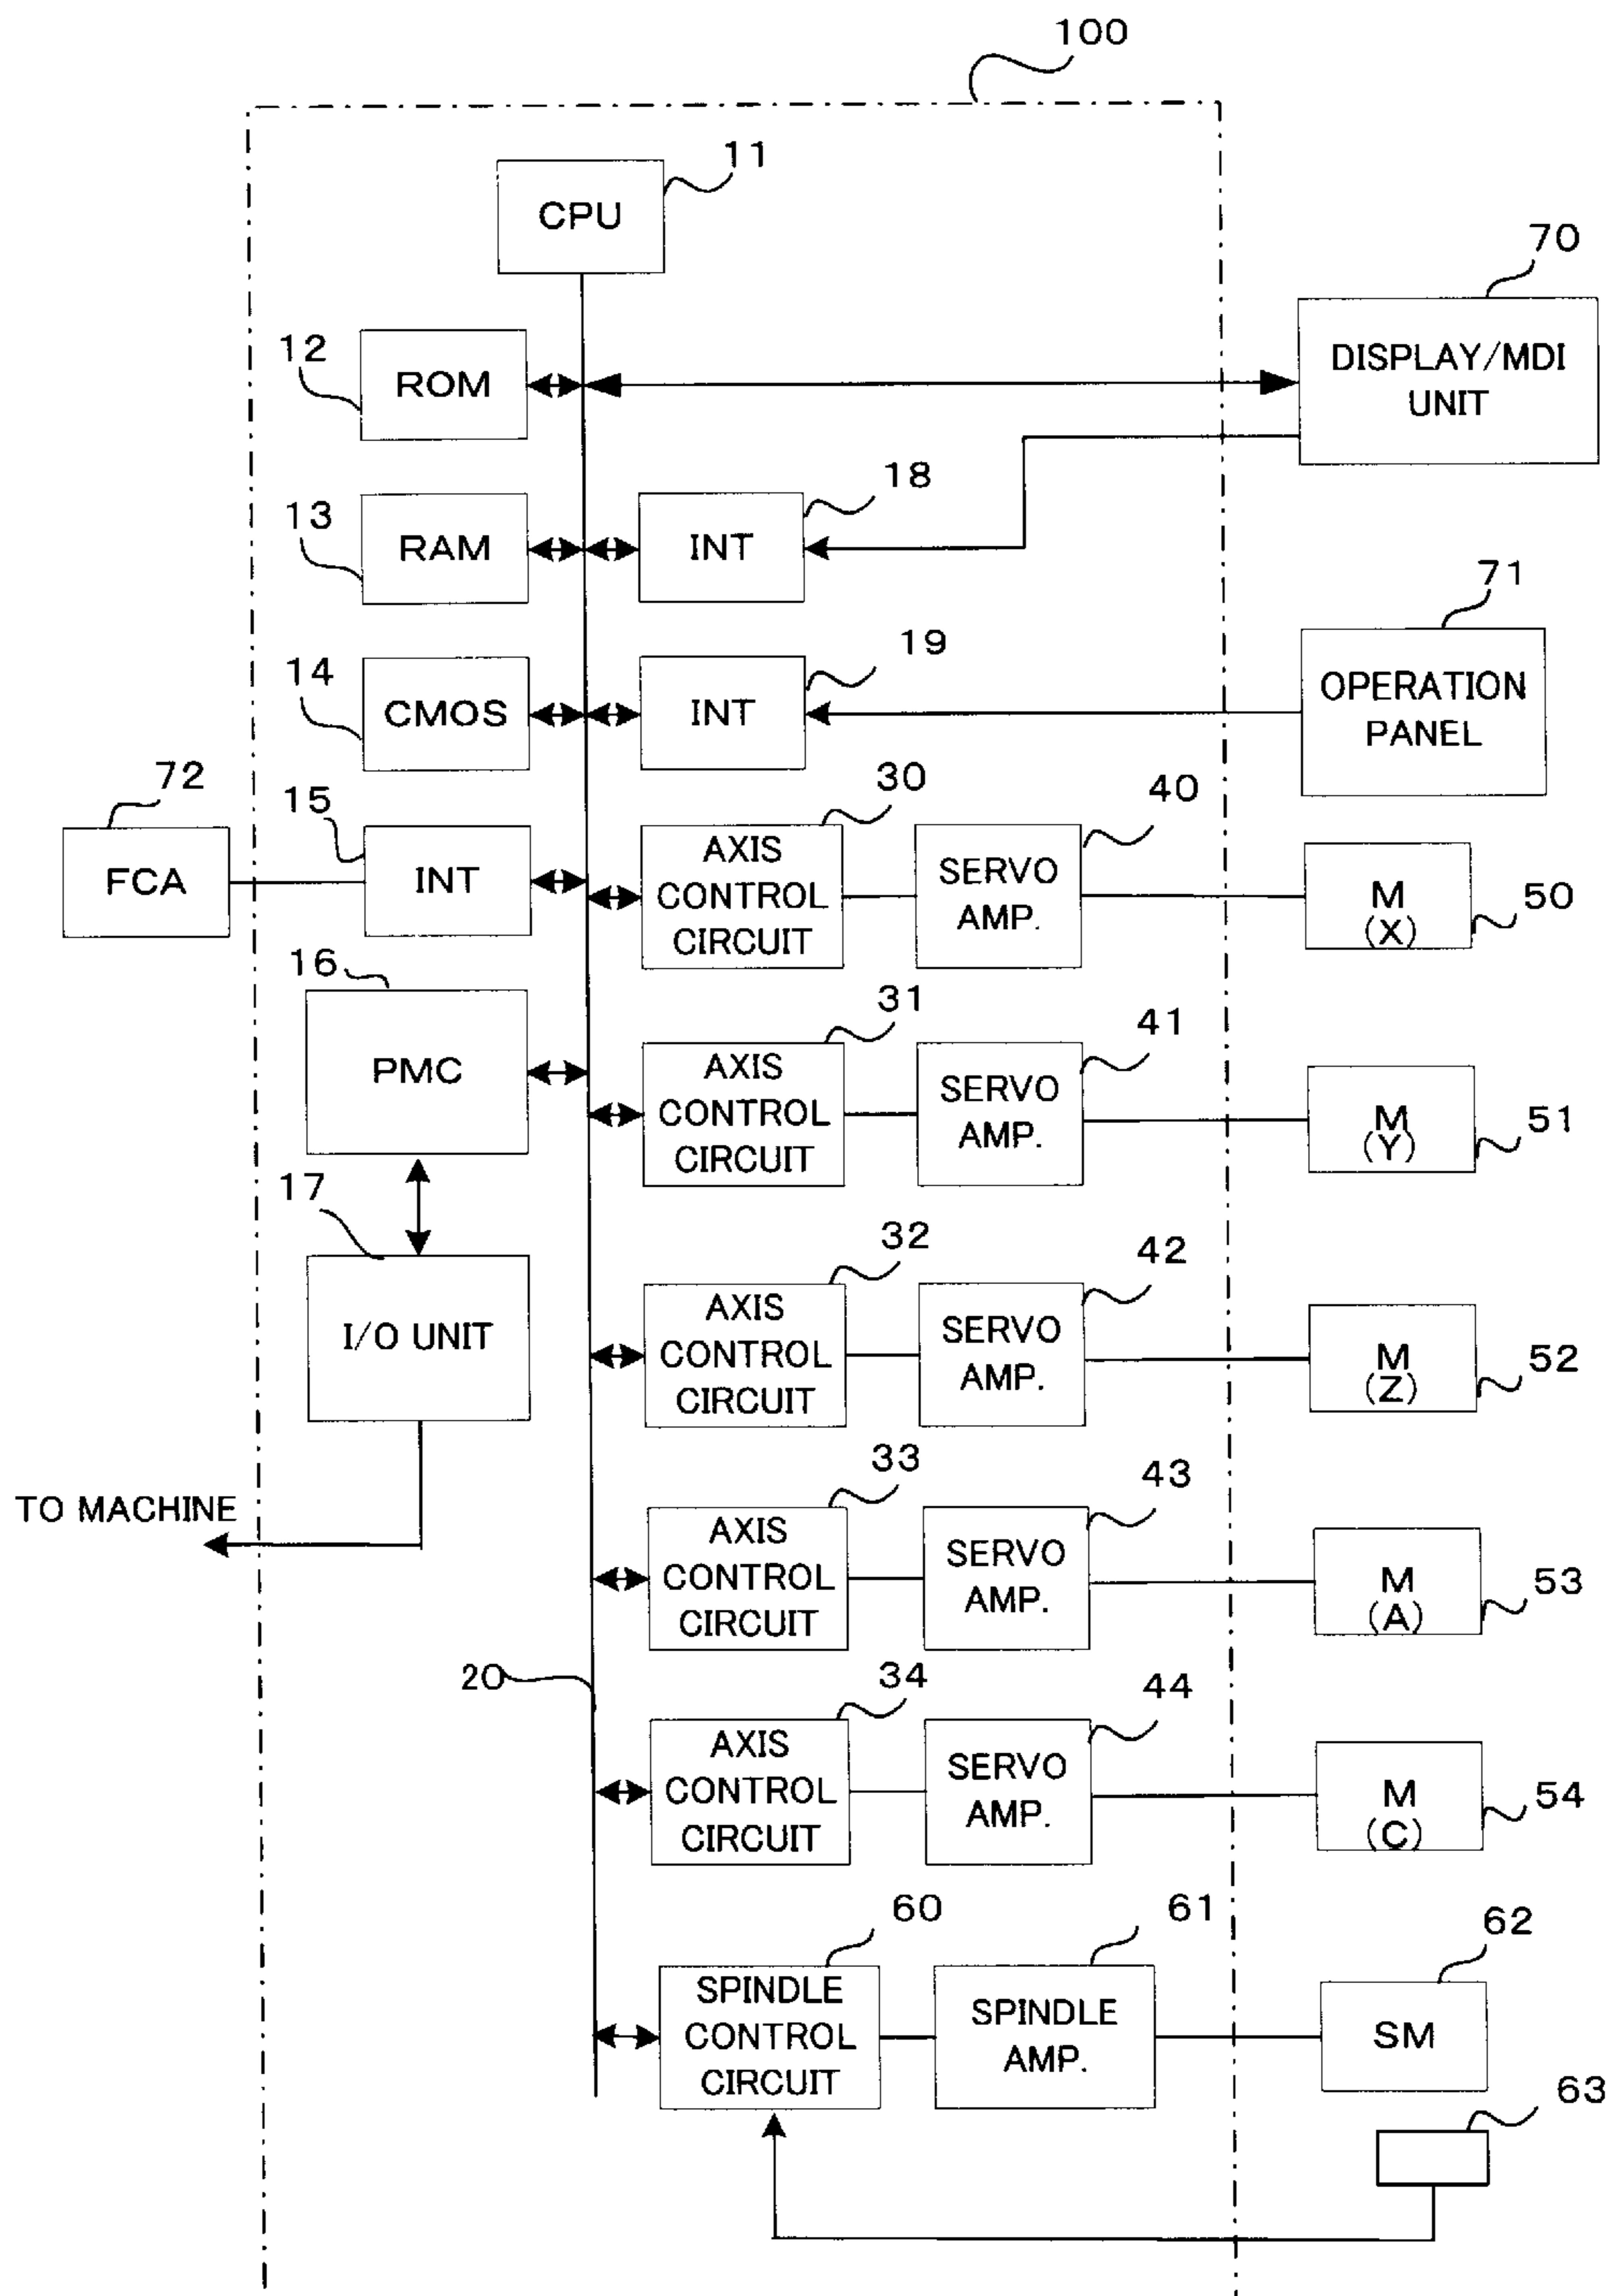 100
11
CPU
70
DISPLAY/MDI
UNIT
12
ROM
18
13
RAM
INT
71
OPERATION
PANEL
19
14
CMOS
INT
72
FCA
15
INT
30
AXIS
CONTROL
CIRCUIT
40
SERVO
AMP.
M
(X)
50
16
PMC
31
AXIS
CONTROL
CIRCUIT
41
SERVO
AMP.
M
(Y)
51
17
I/O UNIT
32
AXIS
CONTROL
CIRCUIT
42
SERVO
AMP.
M
(Z)
52
TO MACHINE
33
AXIS
CONTROL
CIRCUIT
43
SERVO
AMP.
M
(A)
53
20
34
AXIS
CONTROL
CIRCUIT
44
SERVO
AMP.
M
(C)
54
60
SPINDLE
CONTROL
CIRCUIT
61
SPINDLE
AMP.
62
SM
63